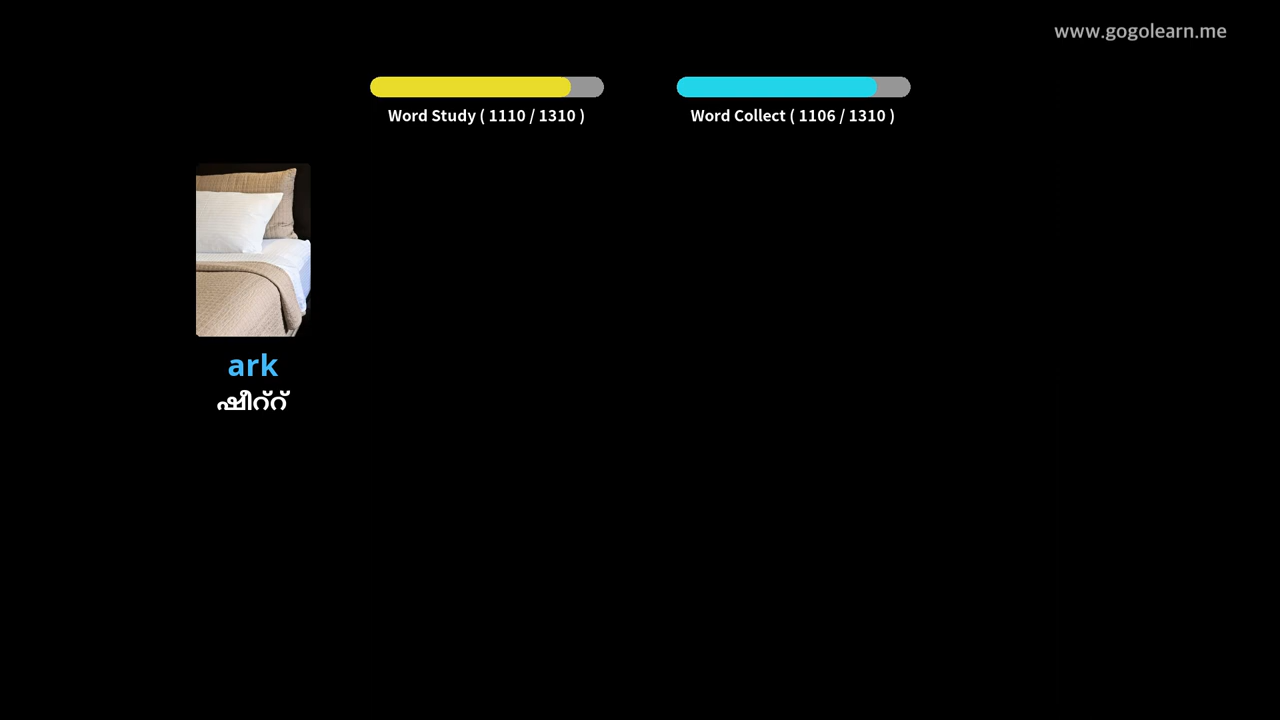 www.gogolearn.me
Word Study ( 1110 / 1310 )
Word Collect ( 1106 / 1310 )
ark
ഷീറ്റ്